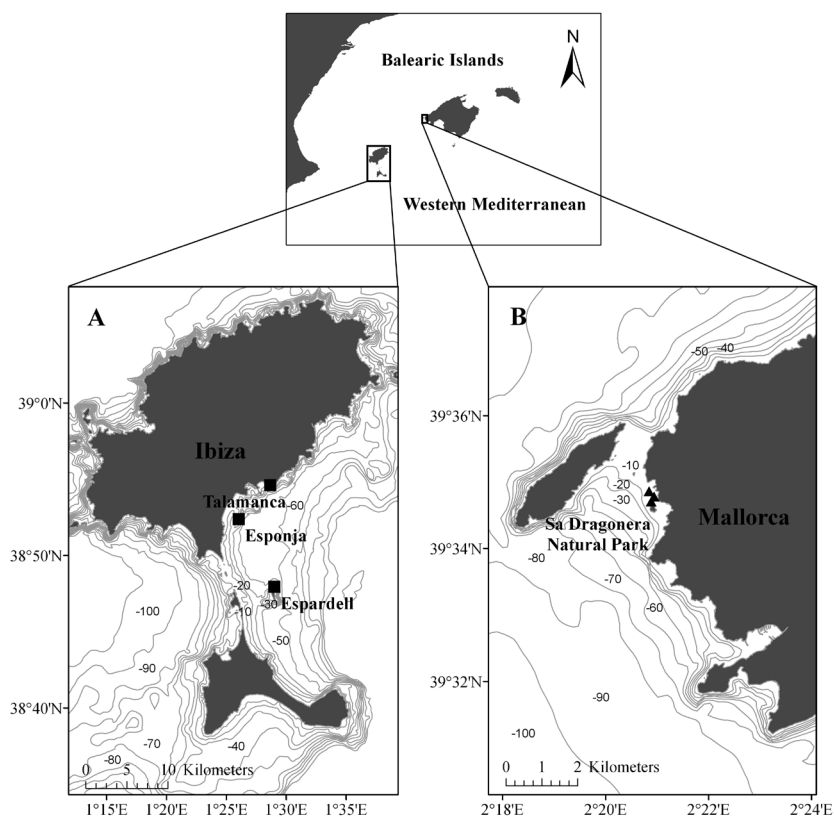 N
Balearic Islands
Western Mediterranean
A
39°0'N
38°50'N
38°40'N
Ibiza
Talamanca
-60
Esponja
-20
-10
-30
Espardell
-50
-100
-90
-70
-80
-40
0 5 10 Kilometers
1°15'E 1°20'E 1°25'E 1°30'E 1°35'E
B
-50 -40
39°36'N
39°34'N
39°32'N
-10
-20
-30
Mallorca
Sa Dragonera
Natural Park
-80
-70
-60
-90
-100
0 1 2 Kilometers
2°18'E 2°20'E 2°22'E 2°24'E